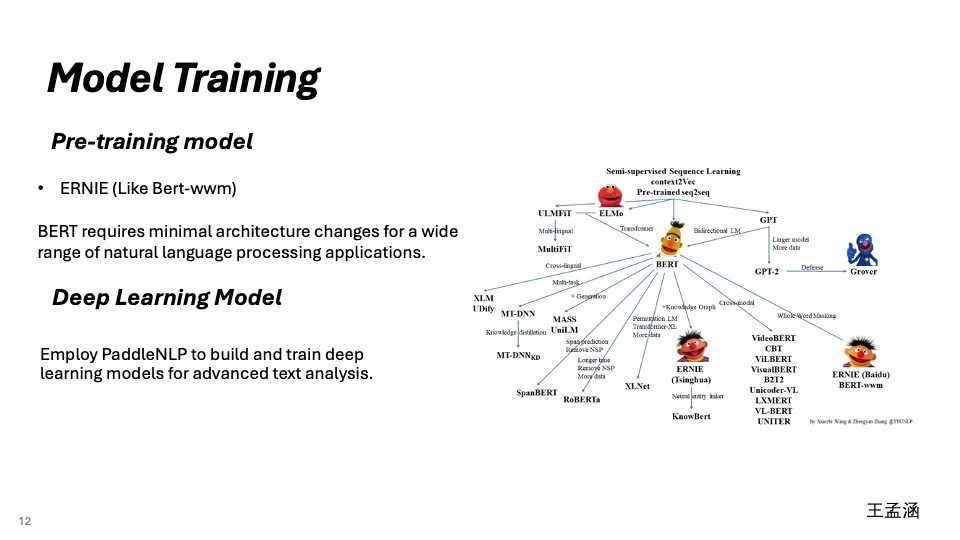 Model Training
Pre-training model
• ERNIE (Like Bert-wwm)
BERT requires minimal architecture changes for a wide
range of natural language processing applications.
Deep Learning Model
Employ PaddleNLP to build and train deep
learning models for advanced text analysis.
Semi-supervised Sequence Learning
context2Vec
Pre-trained seq2seq
ULMFiT
ELMo
GPT
Multi-lingual
Transformer
Bidirectional LM
MultiFiT
Larger model
More data
BERT
GPT-2
Defense
Grover
Cross-lingual
Multi-task
+ Generation
+Knowledge Graph
Cross-modal
Whole Word Masking
XLM
UDify
MT-DNN
MASS
UniLM
Permutation LM
Transformer-XL
More data
Knowledge distillation
Span prediction
Remove NSP
MT-DNNKD
Longer time
Remove NSP
More data
ERNIE
(Tsinghua)
VideoBERT
CBT
ViLBERT
VisualBERT
B2T2
Unicoder-VL
LXMERT
VL-BERT
UNITER
ERNIE (Baidu)
BERT-wwm
SpanBERT
RoBERTa
XLNet
Neural entity linker
KnowBert
By Xiaozhi Wang & Zhengyan Zhang @THUNLP
12
王孟涵